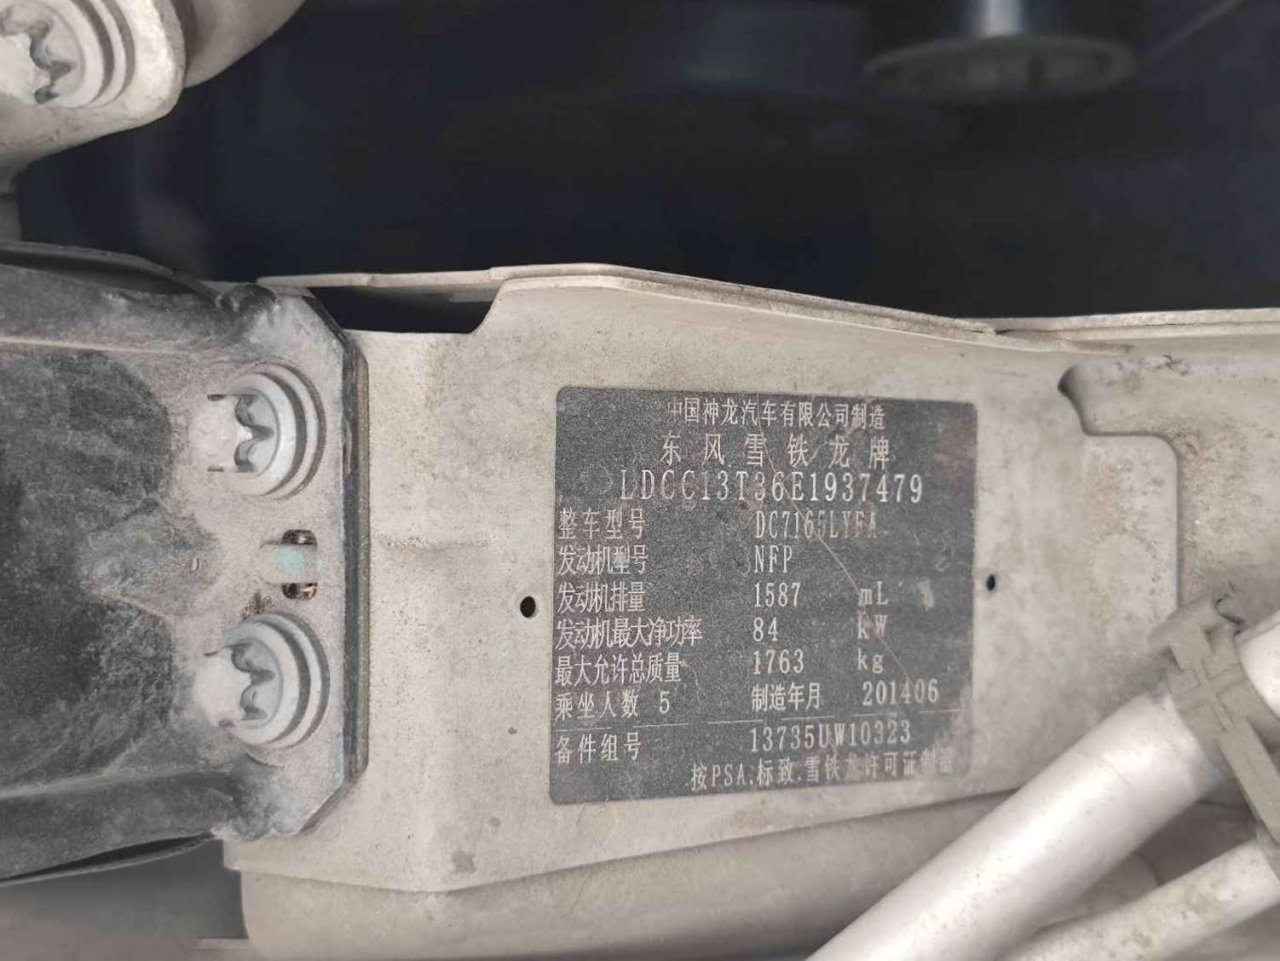 中国神龙汽车有限公司制造
东风雪铁龙牌
LDCC13T36E1937479
整车型号 DC7165LYFA
发动机型号 NFP
发动机排量 1587 mL
发动机最大净功率 84 kW
最大允许总质量 1763 kg
乘坐人数 5 制造年月 201406
备件组号 13735UW10323
按PSA.标致.雪铁龙许可证制造